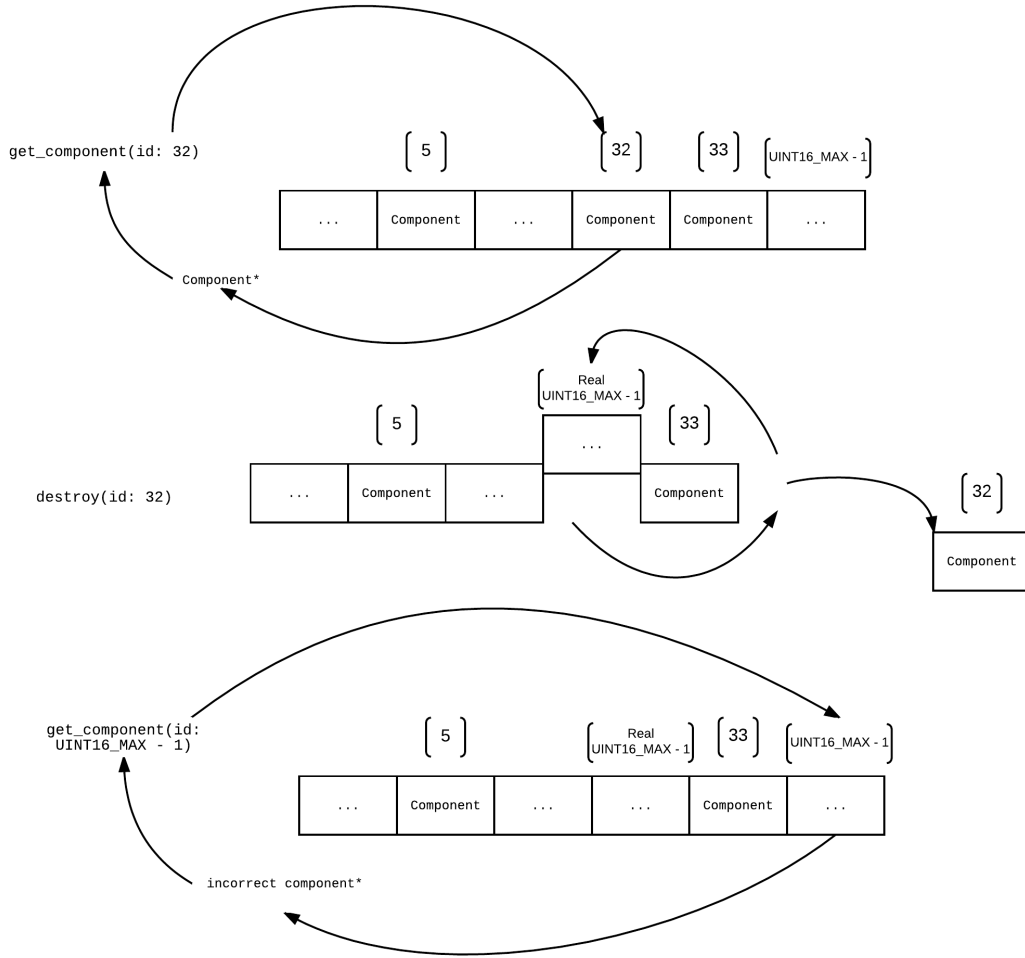 get_component(id: 32)
5
32
33
UINT16_MAX - 1
...
Component
...
Component
Component
...
Component*
destroy(id: 32)
Real
UINT16_MAX - 1
5
33
32
...
...
Component
...
Component
Component
get_component(id:
UINT16_MAX - 1)
5
Real
UINT16_MAX - 1
33
UINT16_MAX - 1
...
Component
...
...
Component
...
incorrect component*